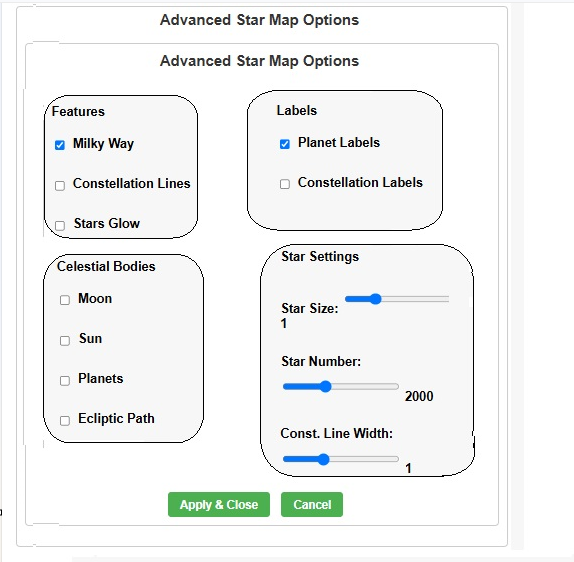 Advanced Star Map Options
Advanced Star Map Options
Features
Milky Way
Constellation Lines
Stars Glow
Labels
Planet Labels
Constellation Labels
Celestial Bodies
Moon
Sun
Planets
Ecliptic Path
Star Settings
Star Size:
1
Star Number:
2000
Const. Line Width:
1
Apply & Close
Cancel